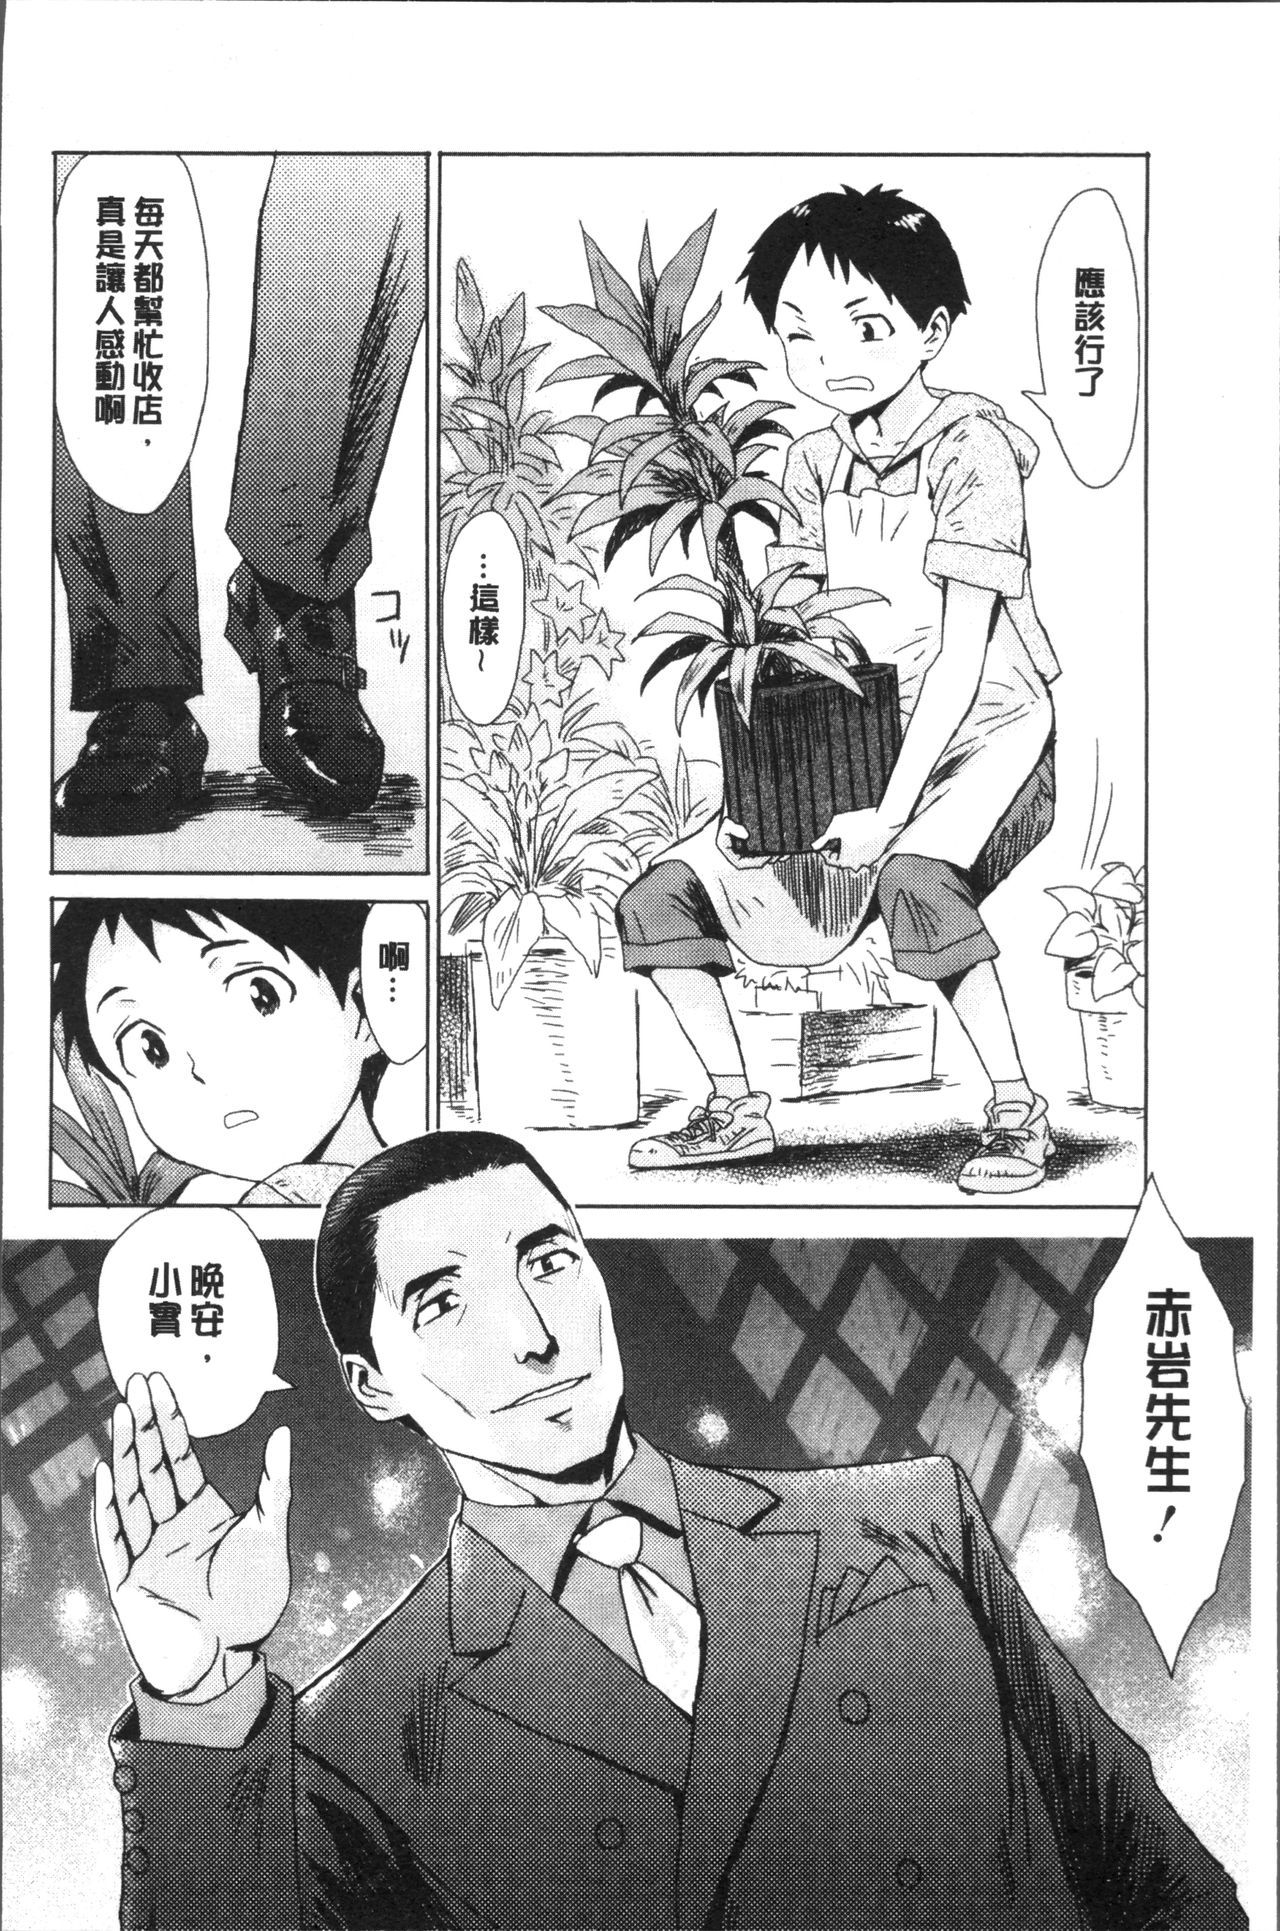 應該行了
…這樣~
每天都幫忙收店，
真是讓人感動啊
コッ
啊…
赤岩先生！
晚安，
小實